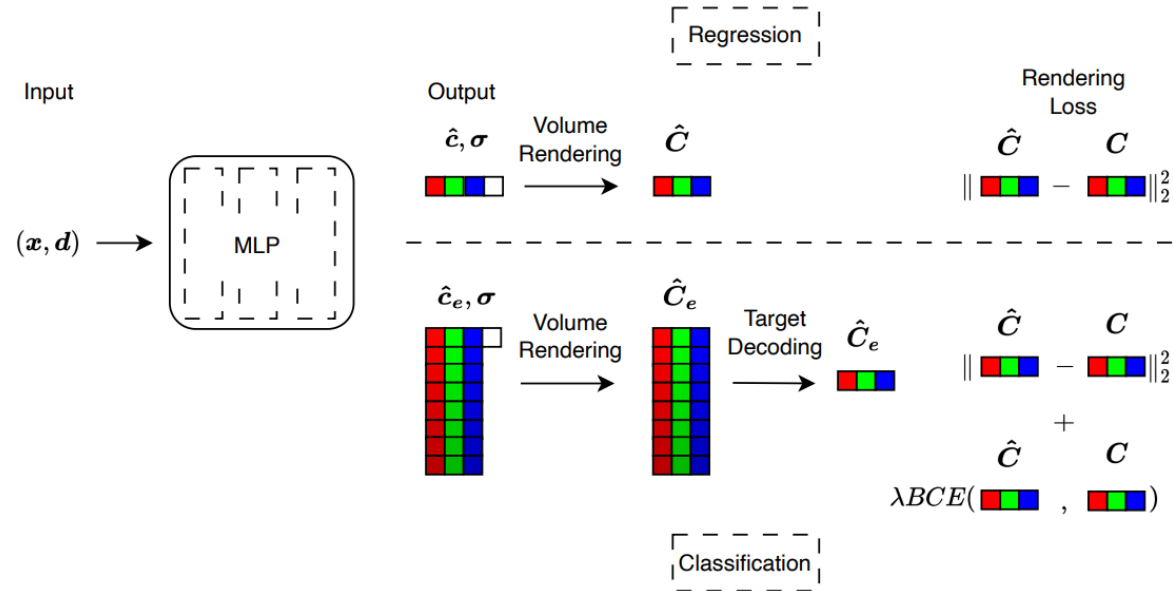 Regression
Input
Output
Rendering
Loss
ĉ, σ
Volume
Rendering
Ĉ
Ĉ
C
‖ − ‖₂²
(x, d)
MLP
ĉₑ, σ
Volume
Rendering
Ĉₑ
Target
Decoding
Ĉₑ
Ĉ
C
‖ − ‖₂²
+
Ĉ
C
λBCE( , )
Classification